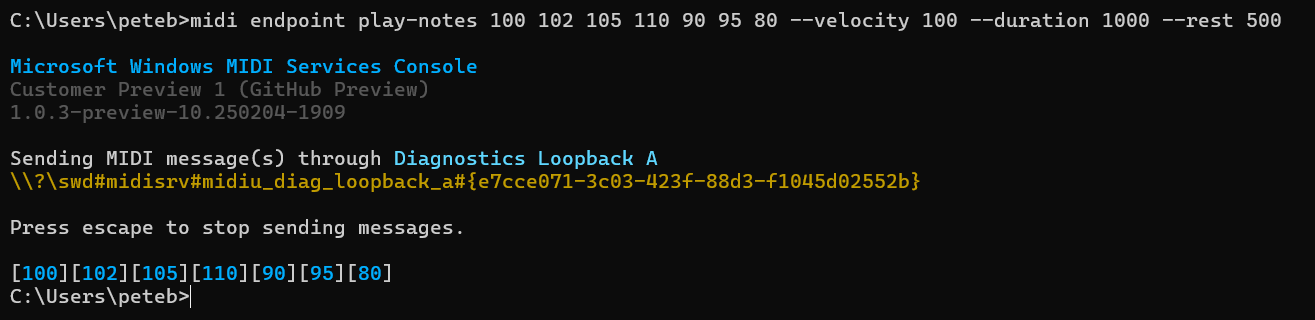 C:\Users\peteb>midi endpoint play-notes 100 102 105 110 90 95 80 --velocity 100 --duration 1000 --rest 500
Microsoft Windows MIDI Services Console
Customer Preview 1 (GitHub Preview)
1.0.3-preview-10.250204-1909
Sending MIDI message(s) through Diagnostics Loopback A
\\?\swd#midisrv#midiu_diag_loopback_a#{e7cce071-3c03-423f-88d3-f1045d02552b}
Press escape to stop sending messages.
[100][102][105][110][90][95][80]
C:\Users\peteb>